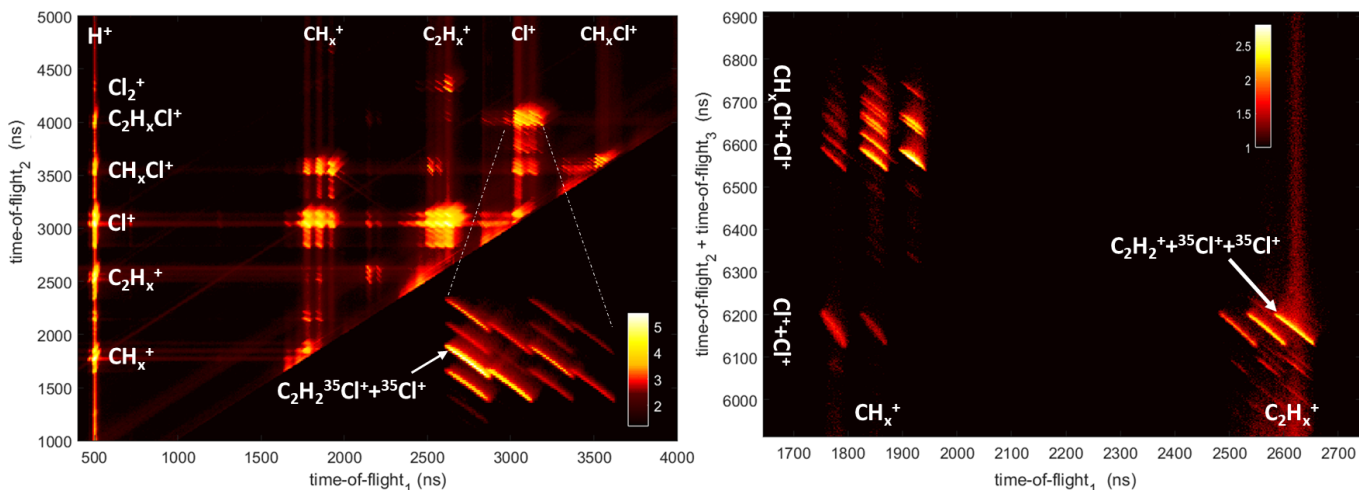 5000
4500
4000
3500
3000
2500
2000
1500
1000
time-of-flight₂ (ns)
H⁺
CHₓ⁺
C₂Hₓ⁺
Cl⁺
CHₓCl⁺
Cl₂⁺
C₂HₓCl⁺
CHₓCl⁺
Cl⁺
C₂Hₓ⁺
CHₓ⁺
C₂H₂³⁵Cl⁺+³⁵Cl⁺
5
4
3
2
500 1000 1500 2000 2500 3000 3500 4000
time-of-flight₁ (ns)
6900
6800
6700
6600
6500
6400
6300
6200
6100
6000
time-of-flight₂ + time-of-flight₃ (ns)
CHₓCl⁺+Cl⁺
Cl⁺+Cl⁺
2.5
2
1.5
1
C₂H₂⁺+³⁵Cl⁺+³⁵Cl⁺
CHₓ⁺
C₂Hₓ⁺
1700 1800 1900 2000 2100 2200 2300 2400 2500 2600 2700
time-of-flight₁ (ns)